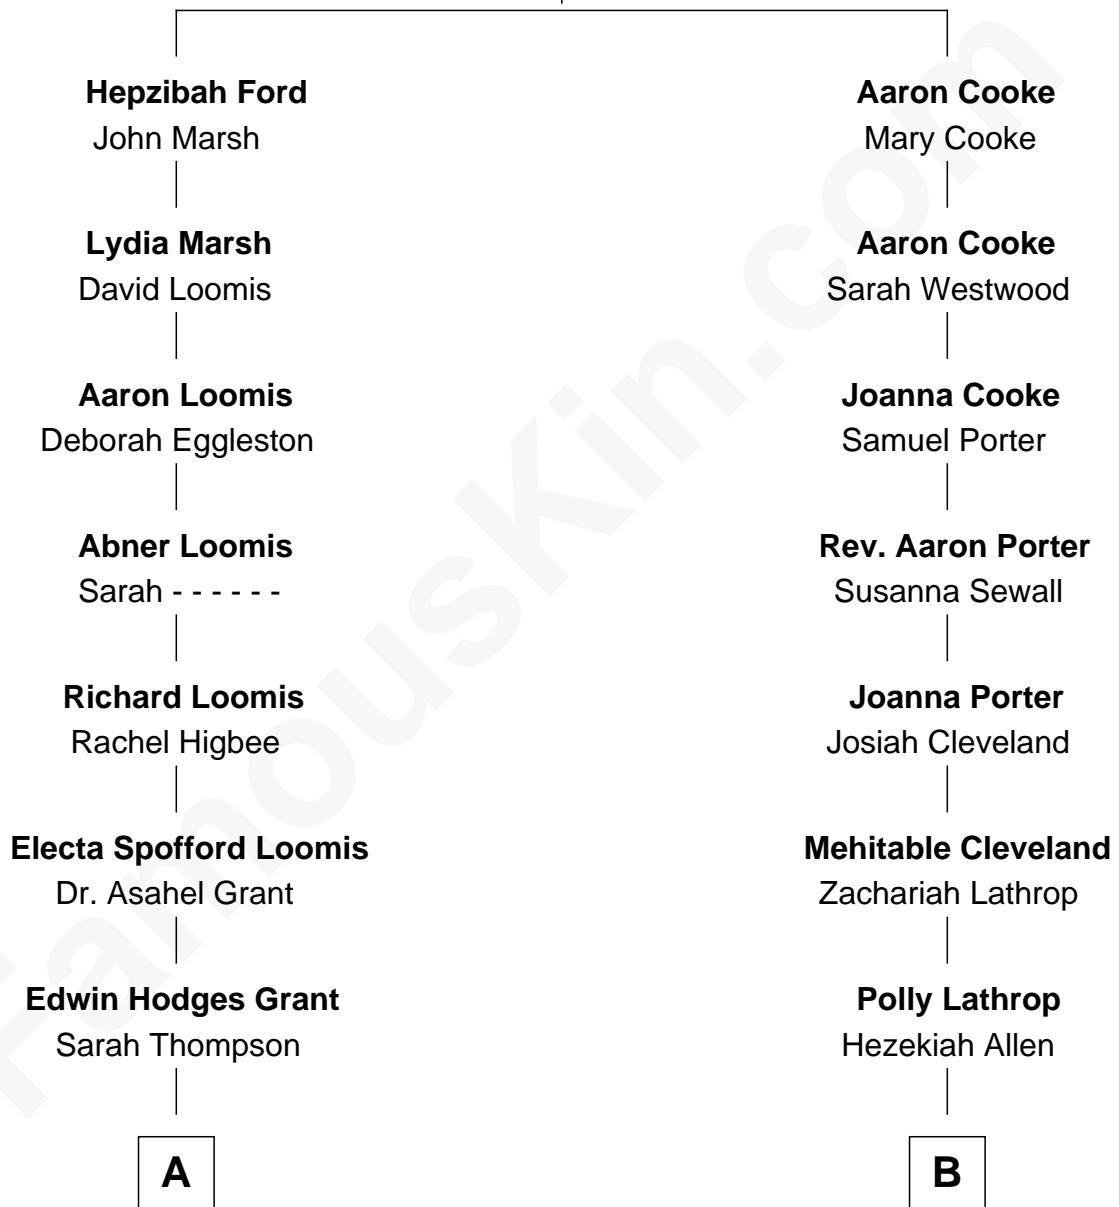 Hepzibah Ford
John Marsh
Aaron Cooke
Mary Cooke
Lydia Marsh
David Loomis
Aaron Cooke
Sarah Westwood
Aaron Loomis
Deborah Eggleston
Joanna Cooke
Samuel Porter
Abner Loomis
Sarah - - - - - -
Rev. Aaron Porter
Susanna Sewall
Richard Loomis
Rachel Higbee
Joanna Porter
Josiah Cleveland
Electa Spofford Loomis
Dr. Asahel Grant
Mehitable Cleveland
Zachariah Lathrop
Edwin Hodges Grant
Sarah Thompson
Polly Lathrop
Hezekiah Allen
A
B
FamousKin.com